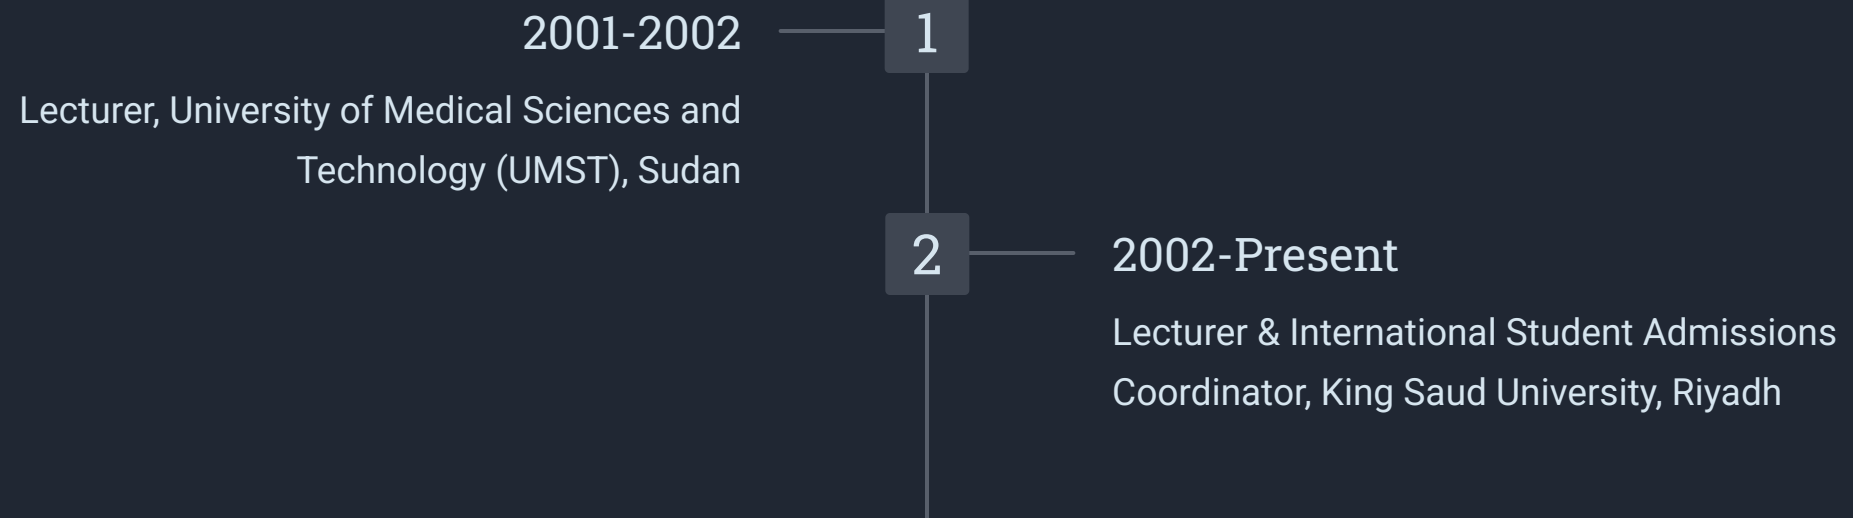 2001-2002
1
Lecturer, University of Medical Sciences and
Technology (UMST), Sudan
2
2002-Present
Lecturer & International Student Admissions
Coordinator, King Saud University, Riyadh